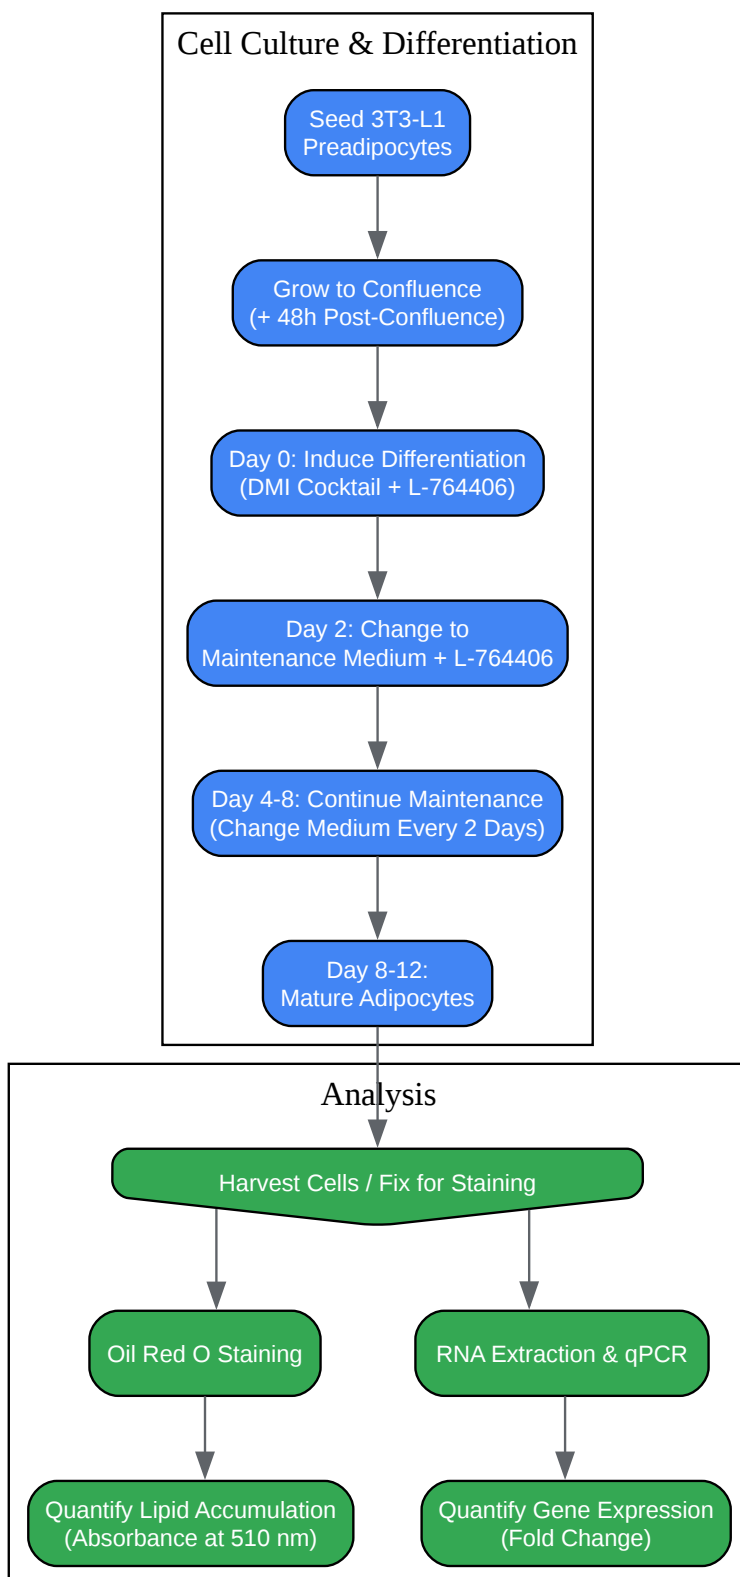 Cell Culture & Differentiation
Seed 3T3-L1
Preadipocytes
Grow to Confluence
(+ 48h Post-Confluence)
Day 0: Induce Differentiation
(DMI Cocktail + L-764406)
Day 2: Change to
Maintenance Medium + L-764406
Day 4-8: Continue Maintenance
(Change Medium Every 2 Days)
Day 8-12:
Mature Adipocytes
Analysis
Harvest Cells / Fix for Staining
Oil Red O Staining
RNA Extraction & qPCR
Quantify Lipid Accumulation
(Absorbance at 510 nm)
Quantify Gene Expression
(Fold Change)